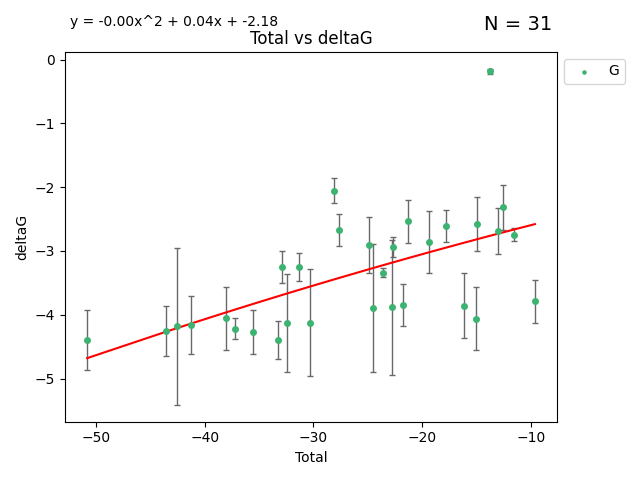 y = -0.00x^2 + 0.04x + -2.18
N = 31
Total vs deltaG
G
0
−1
−2
−3
−4
−5
deltaG
−50 −40 −30 −20 −10
Total